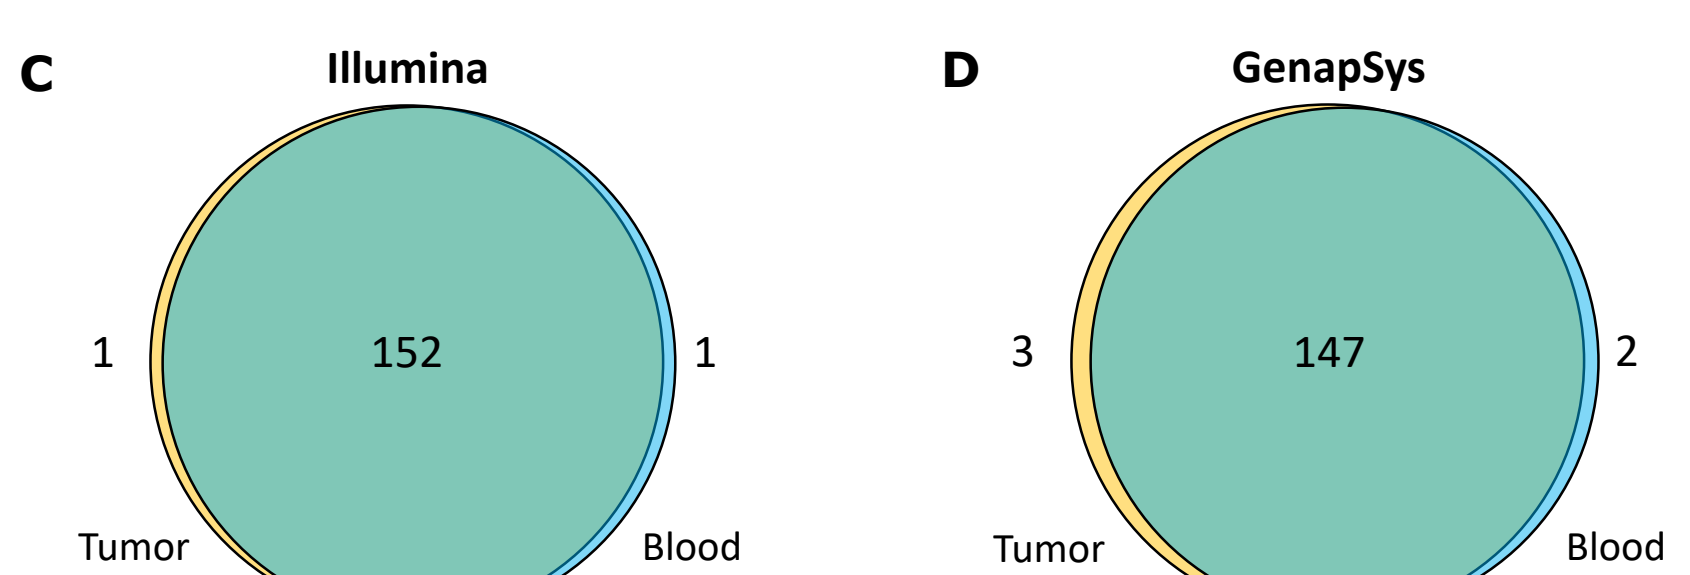 C
Illumina
1
152
1
Tumor
Blood
D
GenapSys
3
147
2
Tumor
Blood